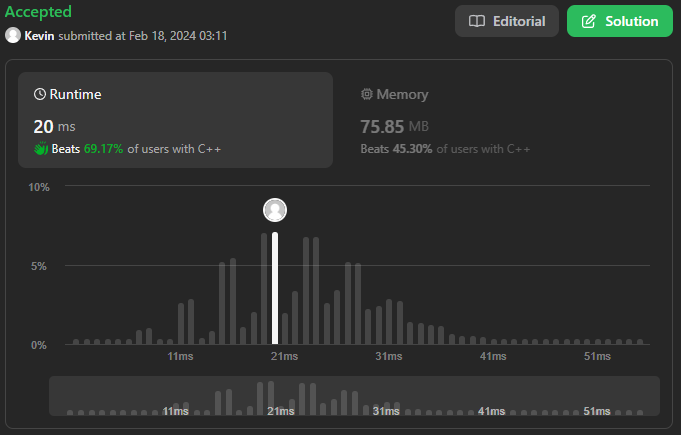 Accepted
Editorial
Solution
Kevin submitted at Feb 18, 2024 03:11
Runtime
Memory
20 ms
75.85 MB
Beats 69.17% of users with C++
Beats 45.30% of users with C++
10%
5%
0%
11ms 21ms 31ms 41ms 51ms
11ms 21ms 31ms 41ms 51ms